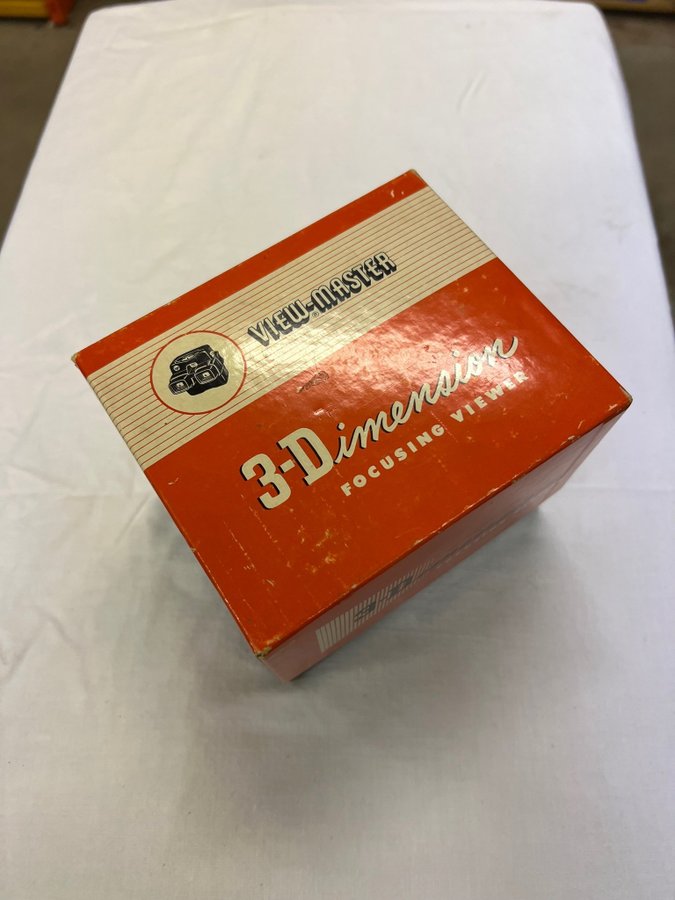 VIEW-MASTER
®
3-Dimension
FOCUSING VIEWER